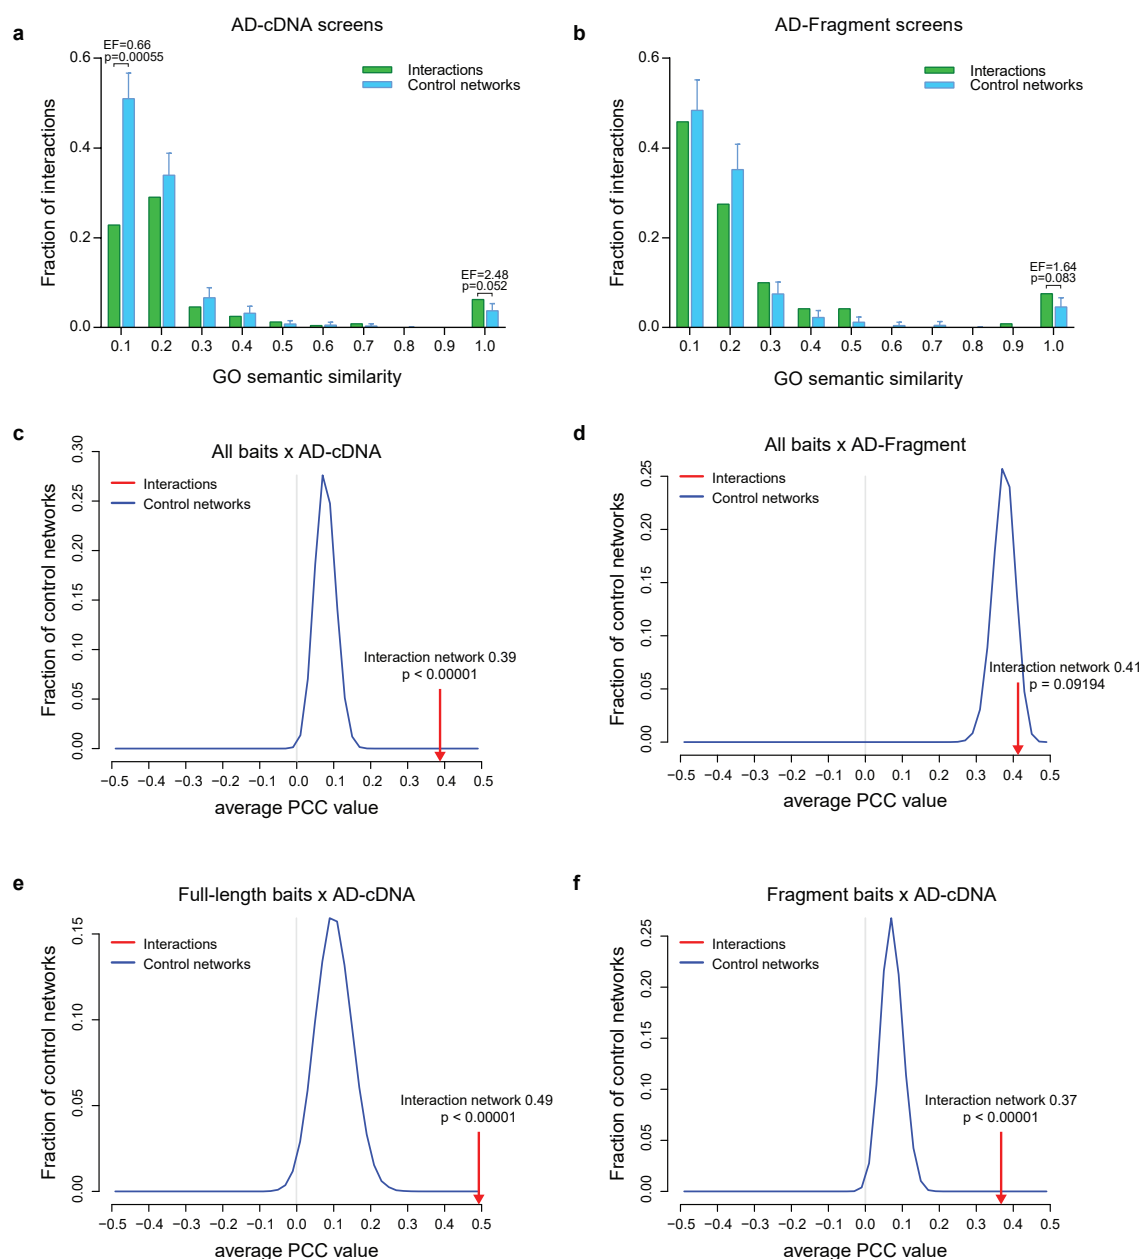 a
AD-cDNA screens
EF=0.66
p=0.00055
Interactions
Control networks
0.6
0.4
0.2
0.0
Fraction of interactions
EF=2.48
p=0.052
0.1 0.2 0.3 0.4 0.5 0.6 0.7 0.8 0.9 1.0
GO semantic similarity
b
AD-Fragment screens
Interactions
Control networks
0.6
0.4
0.2
0.0
Fraction of interactions
EF=1.64
p=0.083
0.1 0.2 0.3 0.4 0.5 0.6 0.7 0.8 0.9 1.0
GO semantic similarity
c
All baits x AD-cDNA
Interactions
Control networks
0.30
0.25
0.20
0.15
0.10
0.05
0.00
Fraction of control networks
Interaction network 0.39
p < 0.00001
−0.5 −0.4 −0.3 −0.2 −0.1 0.0 0.1 0.2 0.3 0.4 0.5
average PCC value
d
All baits x AD-Fragment
Interactions
Control networks
0.25
0.20
0.15
0.10
0.05
0.00
Fraction of control networks
Interaction network 0.41
p = 0.09194
−0.5 −0.4 −0.3 −0.2 −0.1 0.0 0.1 0.2 0.3 0.4 0.5
average PCC value
e
Full-length baits x AD-cDNA
Interactions
Control networks
0.15
0.10
0.05
0.00
Fraction of control networks
Interaction network 0.49
p < 0.00001
−0.5 −0.4 −0.3 −0.2 −0.1 0.0 0.1 0.2 0.3 0.4 0.5
average PCC value
f
Fragment baits x AD-cDNA
Interactions
Control networks
0.25
0.20
0.15
0.10
0.05
0.00
Fraction of control networks
Interaction network 0.37
p < 0.00001
−0.5 −0.4 −0.3 −0.2 −0.1 0.0 0.1 0.2 0.3 0.4 0.5
average PCC value